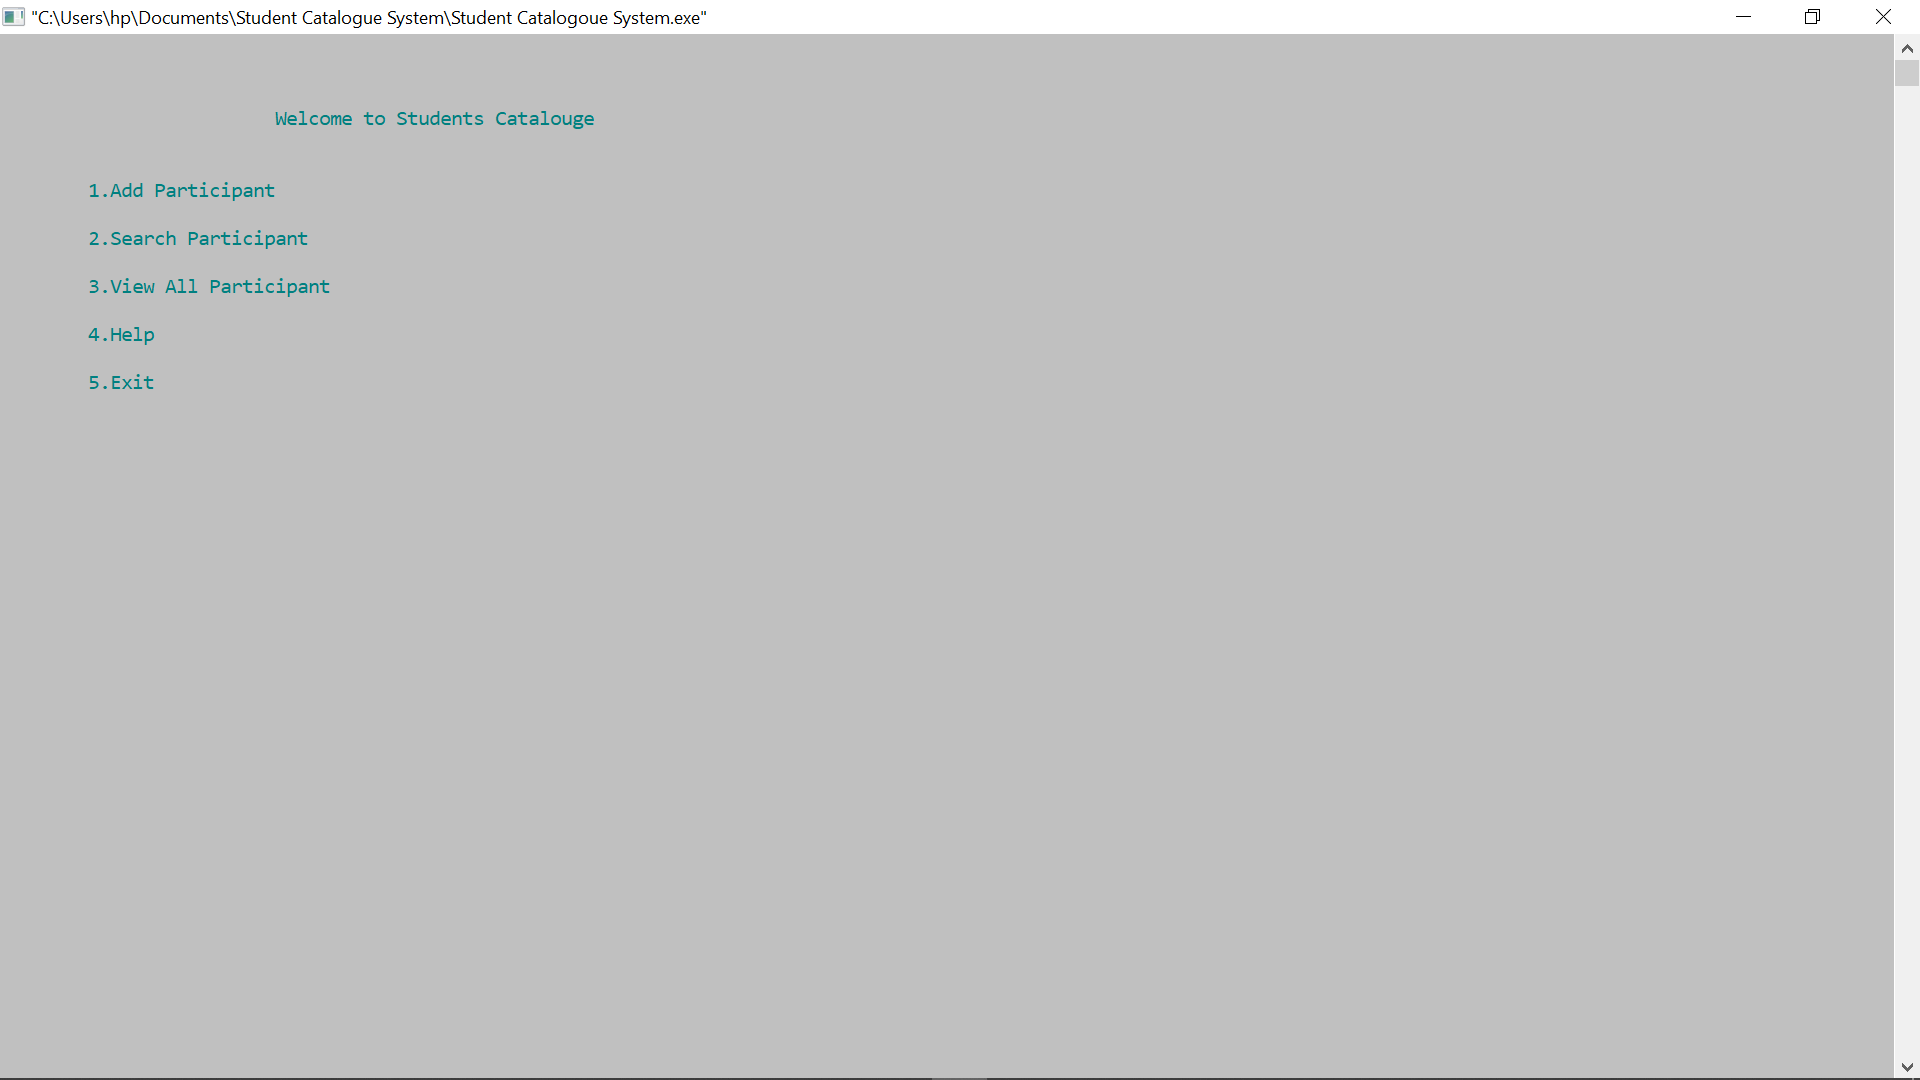 "C:\Users\hp\Documents\Student Catalogue System\Student Catalogoue System.exe"
Welcome to Students Catalouge
1.Add Participant
2.Search Participant
3.View All Participant
4.Help
5.Exit